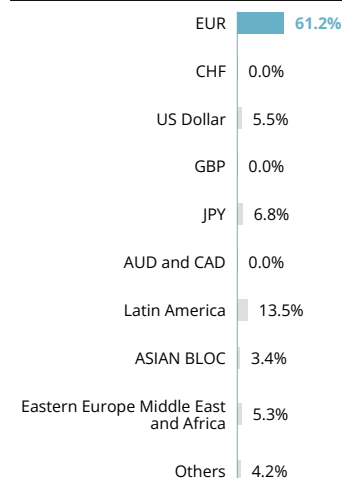 EUR 61.2%
CHF 0.0%
US Dollar 5.5%
GBP 0.0%
JPY 6.8%
AUD and CAD 0.0%
Latin America 13.5%
ASIAN BLOC 3.4%
Eastern Europe Middle East
and Africa 5.3%
Others 4.2%